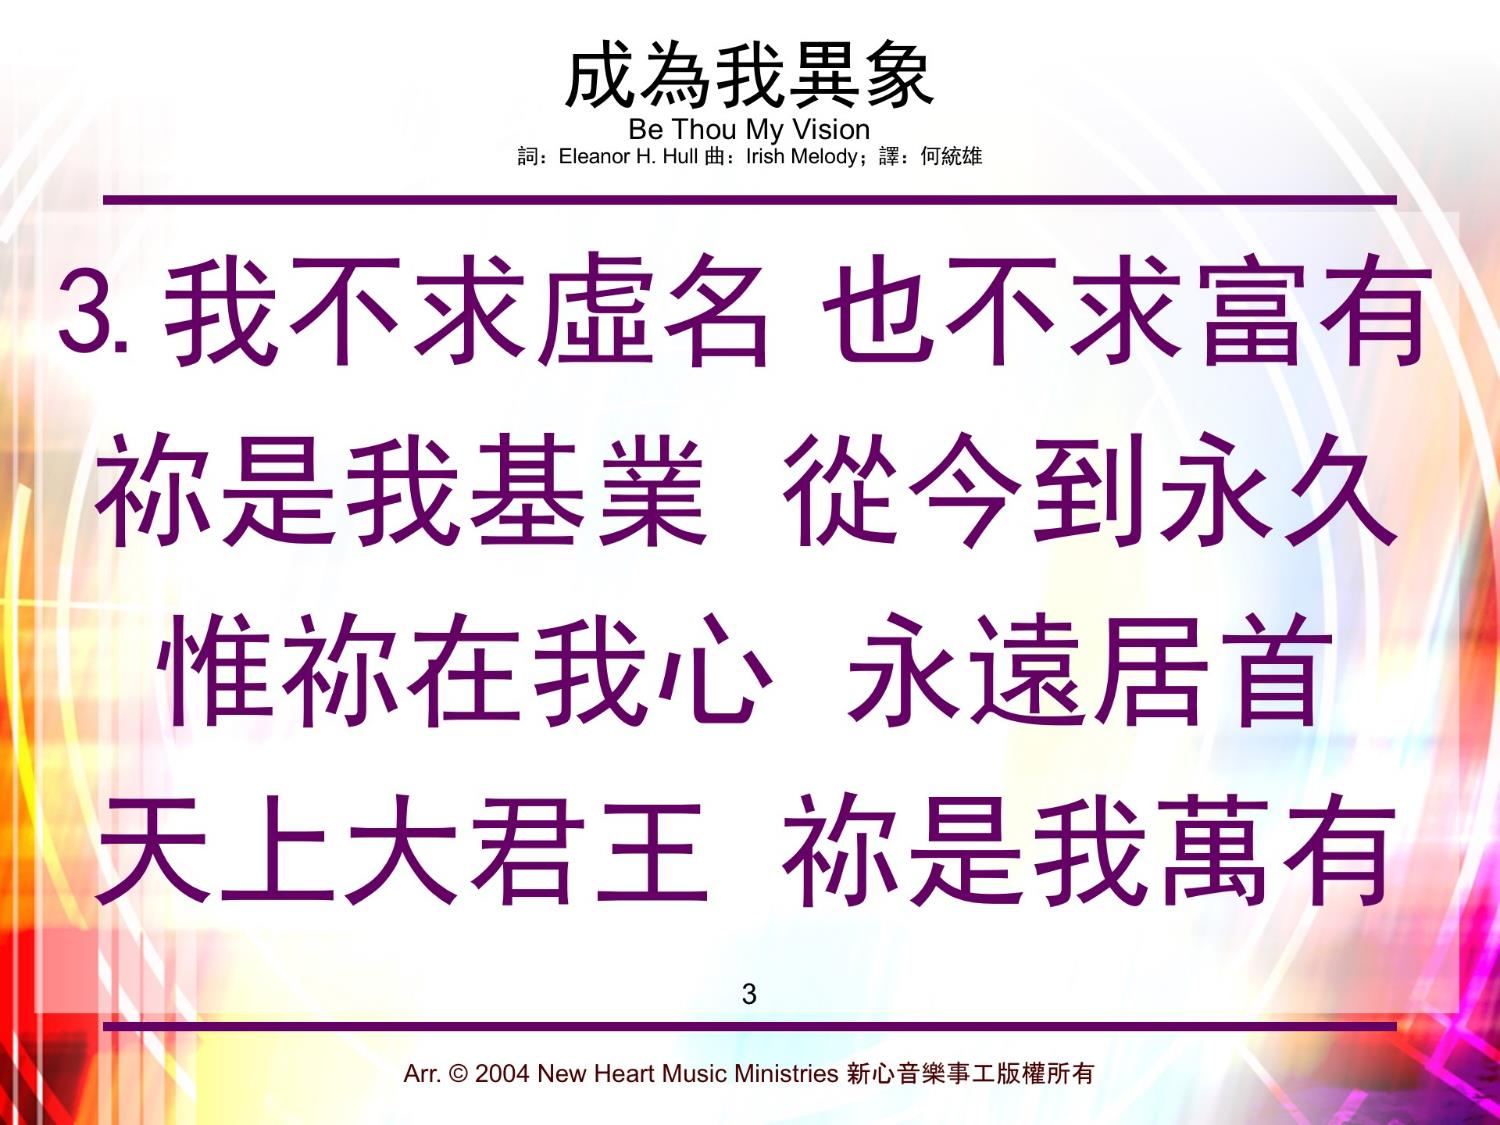 成為我異象
Be Thou My Vision
詞：Eleanor H. Hull 曲：Irish Melody；譯：何統雄
3. 我不求虛名 也不求富有
祢是我基業 從今到永久
惟祢在我心 永遠居首
天上大君王 祢是我萬有
3
Arr. © 2004 New Heart Music Ministries 新心音樂事工版權所有